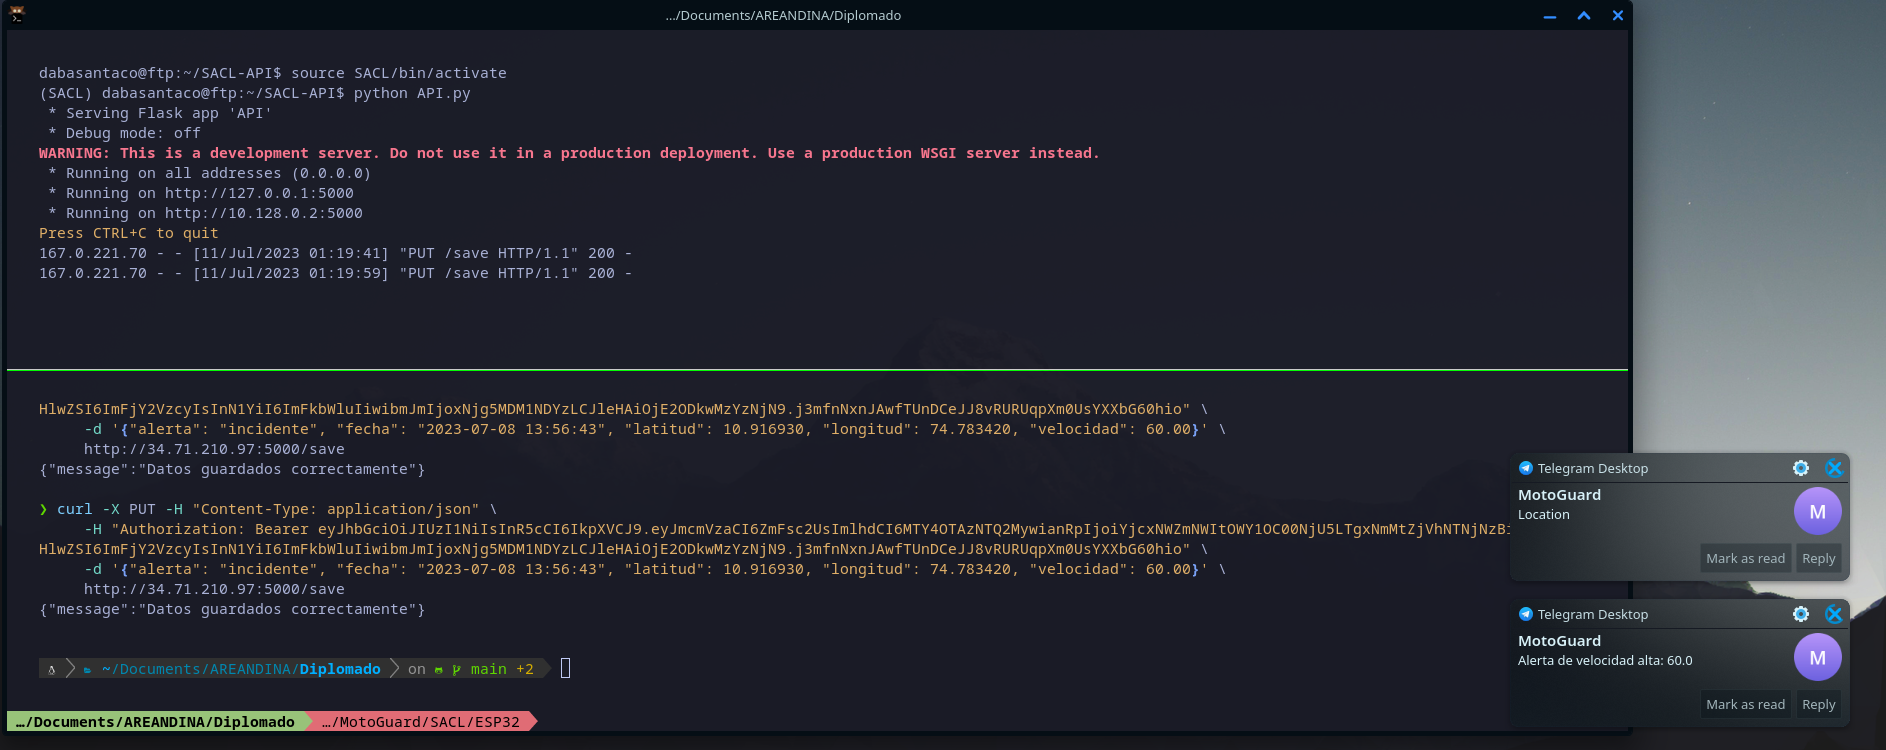 .../Documents/AREANDINA/Diplomado
dabasantaco@ftp:~/SACL-API$ source SACL/bin/activate
(SACL) dabasantaco@ftp:~/SACL-API$ python API.py
* Serving Flask app 'API'
* Debug mode: off
WARNING: This is a development server. Do not use it in a production deployment. Use a production WSGI server instead.
* Running on all addresses (0.0.0.0)
* Running on http://127.0.0.1:5000
* Running on http://10.128.0.2:5000
Press CTRL+C to quit
167.0.221.70 - - [11/Jul/2023 01:19:41] "PUT /save HTTP/1.1" 200 -
167.0.221.70 - - [11/Jul/2023 01:19:59] "PUT /save HTTP/1.1" 200 -
HlwZSI6ImFjY2VzcyIsInN1YiI6ImFkbWluIiwibmJmIjoxNjg5MDM1NDYzLCJleHAiOjE2ODkwMzYzNjN9.j3mfnNxnJAwfTUnDCeJJ8vRURUqpXm0UsYXXbG60hio" \
-d '{"alerta": "incidente", "fecha": "2023-07-08 13:56:43", "latitud": 10.916930, "longitud": 74.783420, "velocidad": 60.00}' \
http://34.71.210.97:5000/save
{"message":"Datos guardados correctamente"}
❯ curl -X PUT -H "Content-Type: application/json" \
-H "Authorization: Bearer eyJhbGciOiJIUzI1NiIsInR5cCI6IkpXVCJ9.eyJmcmVzaCI6ZmFsc2UsImlhdCI6MTY4OTAzNTQ2MywianRpIjoiYjcxNWZmNWItOWY1OC00NjU5LTgxNmMtZjVhNTNjNzBi
HlwZSI6ImFjY2VzcyIsInN1YiI6ImFkbWluIiwibmJmIjoxNjg5MDM1NDYzLCJleHAiOjE2ODkwMzYzNjN9.j3mfnNxnJAwfTUnDCeJJ8vRURUqpXm0UsYXXbG60hio" \
-d '{"alerta": "incidente", "fecha": "2023-07-08 13:56:43", "latitud": 10.916930, "longitud": 74.783420, "velocidad": 60.00}' \
http://34.71.210.97:5000/save
{"message":"Datos guardados correctamente"}
~/Documents/AREANDINA/Diplomado on main +2
…/Documents/AREANDINA/Diplomado …/MotoGuard/SACL/ESP32
Telegram Desktop
MotoGuard
Location
M
Mark as read Reply
Telegram Desktop
MotoGuard
Alerta de velocidad alta: 60.0
M
Mark as read Reply